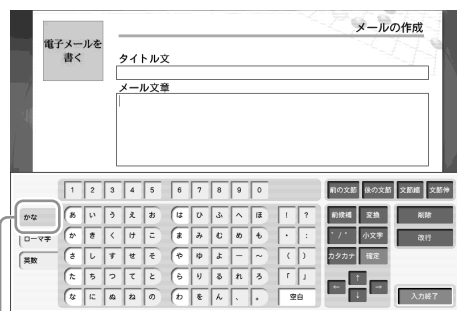 メールの作成
電子メールを
書く
タイトル文
メール文章
1 2 3 4 5 6 7 8 9 0 前の文節 後の文節 文節縮 文節伸
かな あ い う え お は ひ ふ へ ほ ! ? 前候補 変換 削除
ローマ字 か き く け こ ま み む め も ・ : ゛/゜ 小文字 改行
英数 さ し す せ そ や ゆ よ ー ~ ( ) カタカナ 確定
た ち つ て と ら り る れ ろ 「 」 ← ↑ →
な に ぬ ね の わ を ん 、 。 空白 ↓ 入力終了